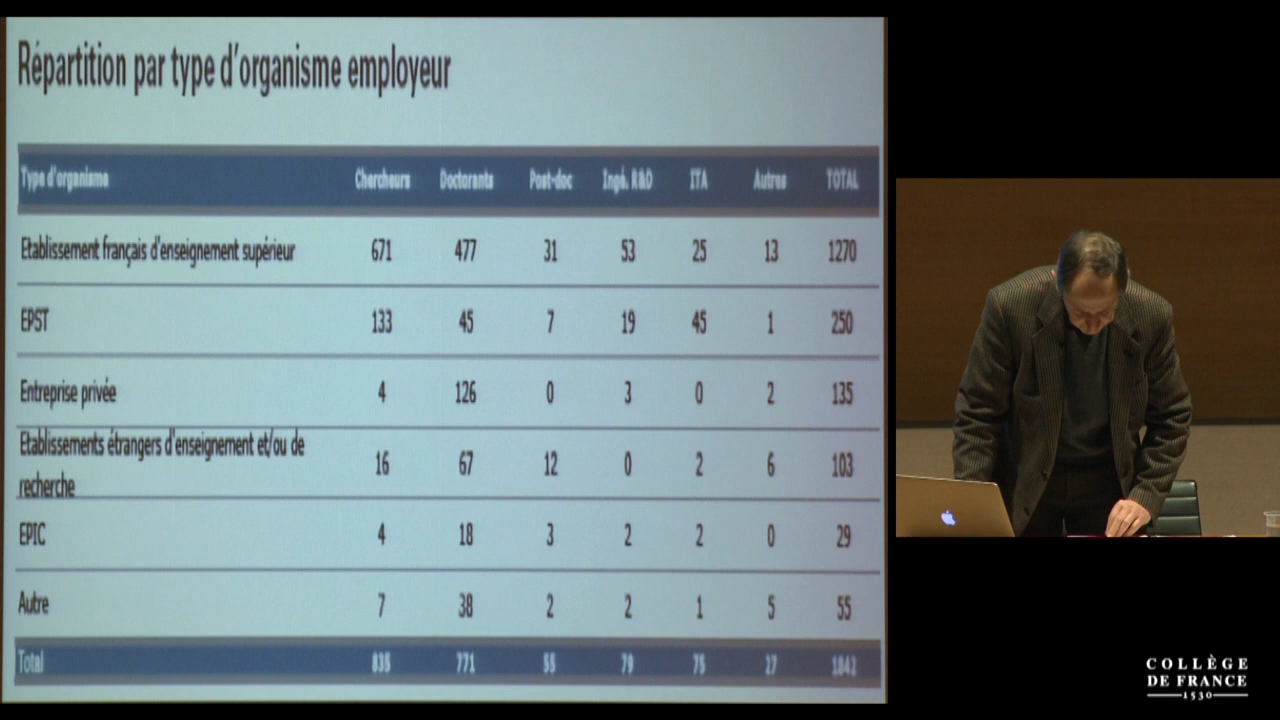 Répartition par type d'organisme employeur
Type d'organisme Chercheurs Doctorants Post-doc Ingé. R&D ITA Autres TOTAL
Etablissement français d'enseignement supérieur 671 477 31 53 25 13 1270
EPST 133 45 7 19 45 1 250
Entreprise privée 4 126 0 3 0 2 135
Etablissements étrangers d'enseignement et/ou de
recherche 16 67 12 0 2 6 103
EPIC 4 18 3 2 2 0 29
Autre 7 38 2 2 1 5 55
Total 835 771 55 79 75 27 1842
COLLÈGE
DE FRANCE
1530